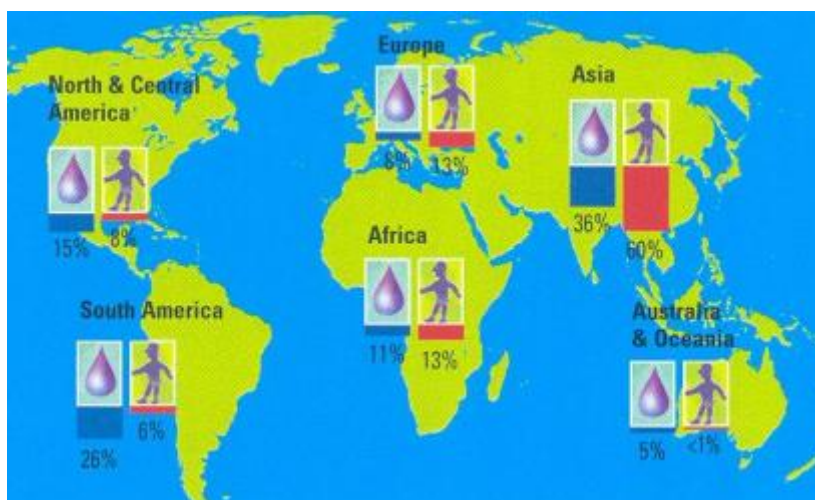 Europe
North & Central
America
Asia
8% 13%
15% 8%
36% 60%
Africa
South America
11% 13%
Australia
& Oceania
26% 6%
5% <1%